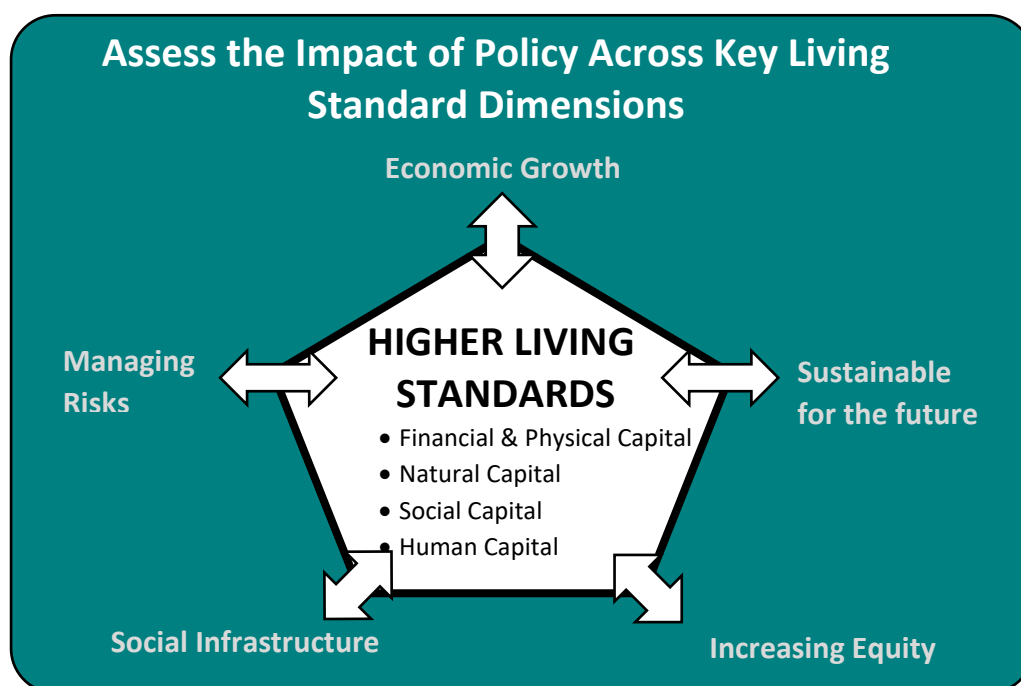 Assess the Impact of Policy Across Key Living
Standard Dimensions
Economic Growth
Managing
Risks
HIGHER LIVING
STANDARDS
• Financial & Physical Capital
• Natural Capital
• Social Capital
• Human Capital
Sustainable
for the future
Social Infrastructure
Increasing Equity